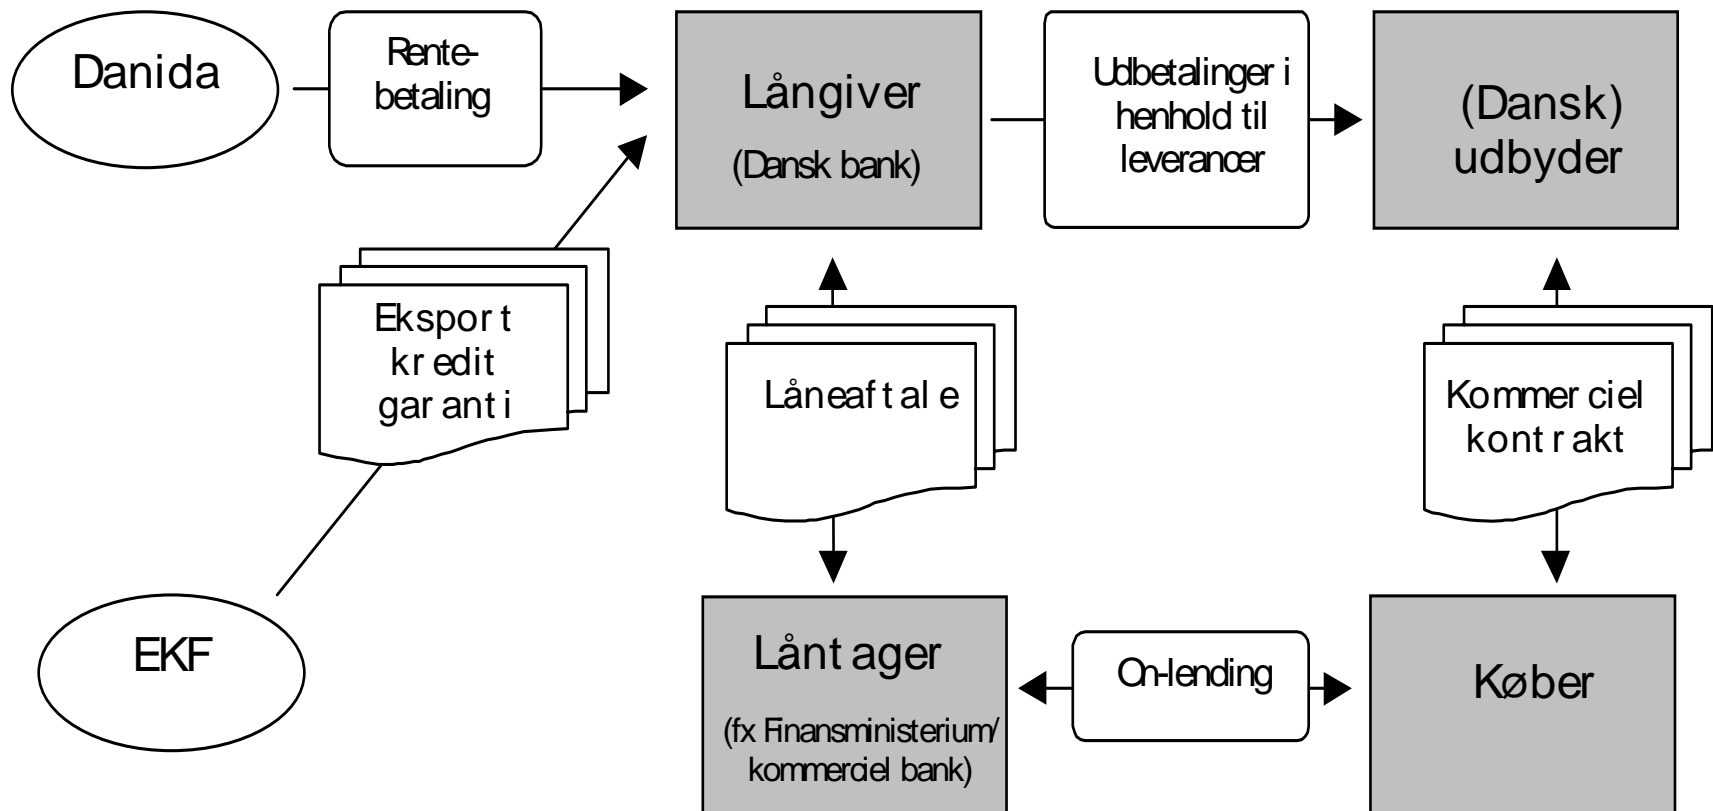 Danida
Rente-
betaling
Långiver
(Dansk bank)
Udbetalinger i
henhold til
leverancer
(Dansk)
udbyder
Eksport
kredit
garanti
Låneaftale
Kommerciel
kontrakt
EKF
Låntager
(fx Finansministerium/
kommerciel bank)
On-lending
Køber